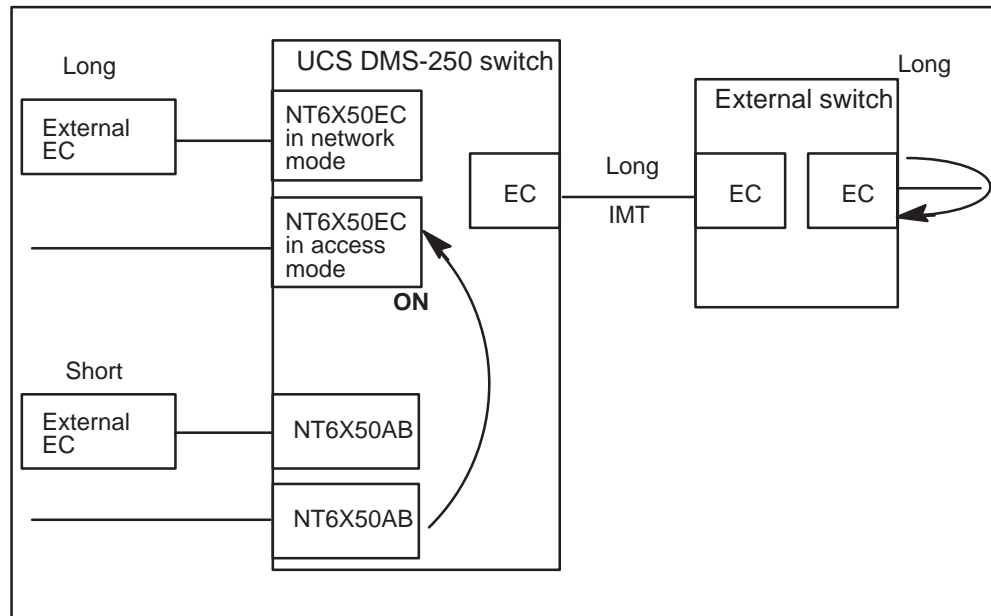 UCS DMS-250 switch
Long
External
EC
NT6X50EC
in network
mode
NT6X50EC
in access
mode
ON
Short
External
EC
NT6X50AB
NT6X50AB
EC
Long
IMT
External switch
EC
EC
Long